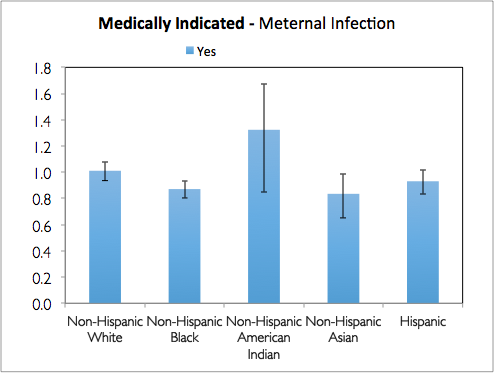 Medically Indicated - Meternal Infection
Yes
1.8
1.6
1.4
1.2
1.0
0.8
0.6
0.4
0.2
0.0
Non-Hispanic White
Non-Hispanic Black
Non-Hispanic American Indian
Non-Hispanic Asian
Hispanic